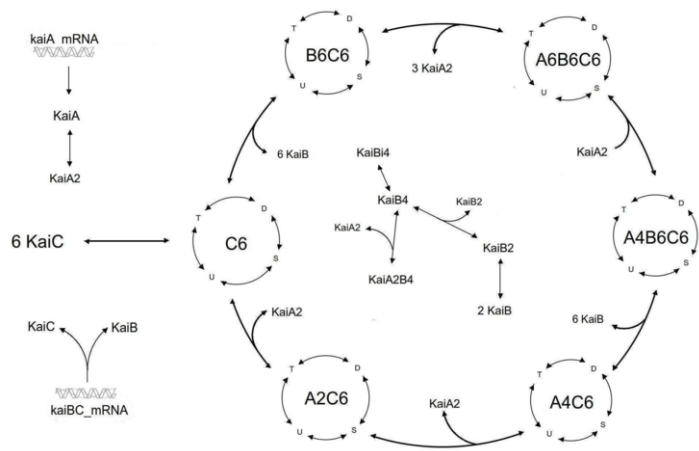 kaiA mRNA
KaiA
KaiA2
6 KaiC
KaiC
KaiB
kaiBC_mRNA
T
D
B6C6
U
S
3 KaiA2
T
D
A6B6C6
U
S
6 KaiB
KaiA2
KaiBi4
KaiB4
KaiB2
KaiA2
KaiB2
KaiA2B4
2 KaiB
T
D
C6
U
S
T
D
A4B6C6
U
S
KaiA2
6 KaiB
T
D
A2C6
U
S
KaiA2
T
D
A4C6
U
S